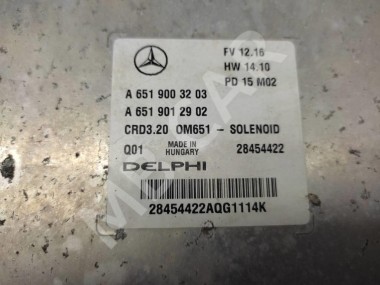 FV 12.16
HW 14.10
PD 15 M02
A 651 900 32 03
A 651 901 29 02
CRD3.20 OM651 - SOLENOID
Q01 MADE IN HUNGARY 28454422
DELPHI
28454422AQG1114K